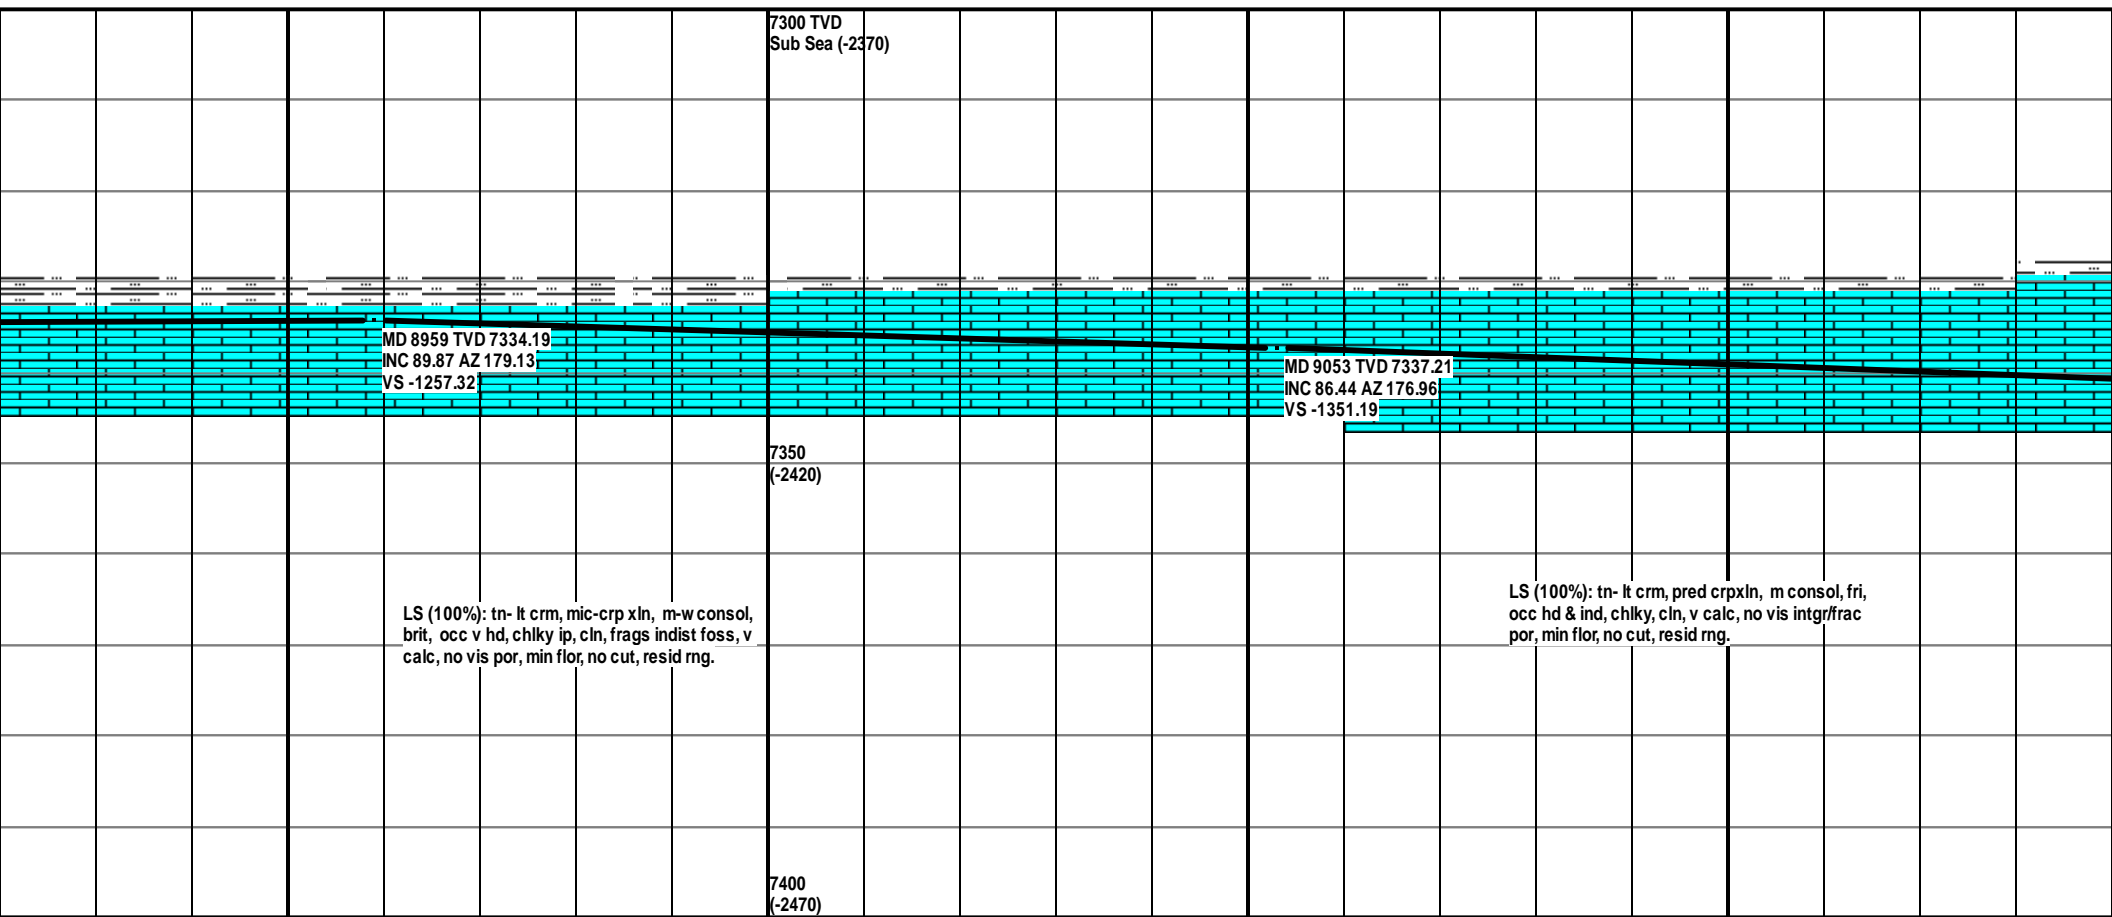 7300 TVD
Sub Sea (-2370)
MD 8959 TVD 7334.19
INC 89.87 AZ 179.13
VS -1257.32
MD 9053 TVD 7337.21
INC 86.44 AZ 176.96
VS -1351.19
7350
(-2420)
LS (100%): tn- lt crm, mic-crp xln, m-w consol,
brit, occ v hd, chlky ip, cln, frags indist foss, v
calc, no vis por, min flor, no cut, resid rng.
LS (100%): tn- lt crm, pred crpxln, m consol, fri,
occ hd & ind, chlky, cln, v calc, no vis intgr/frac
por, min flor, no cut, resid rng.
7400
(-2470)